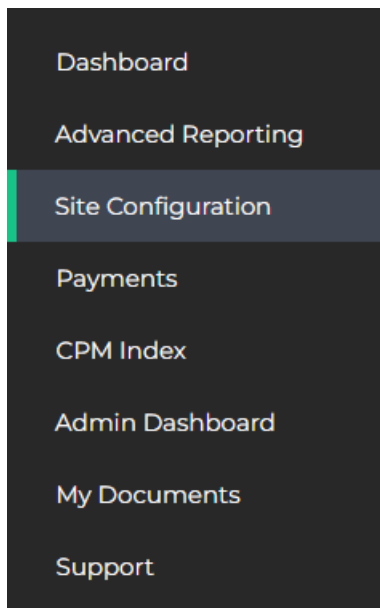 Dashboard
Advanced Reporting
Site Configuration
Payments
CPM Index
Admin Dashboard
My Documents
Support